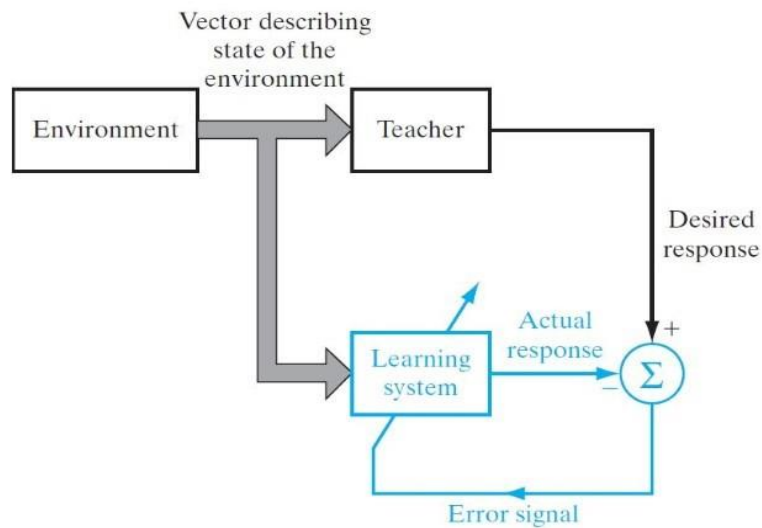 Vector describing
state of the
environment
Environment
Teacher
Desired
response
+
Actual
response
Learning
system
−
Σ
Error signal